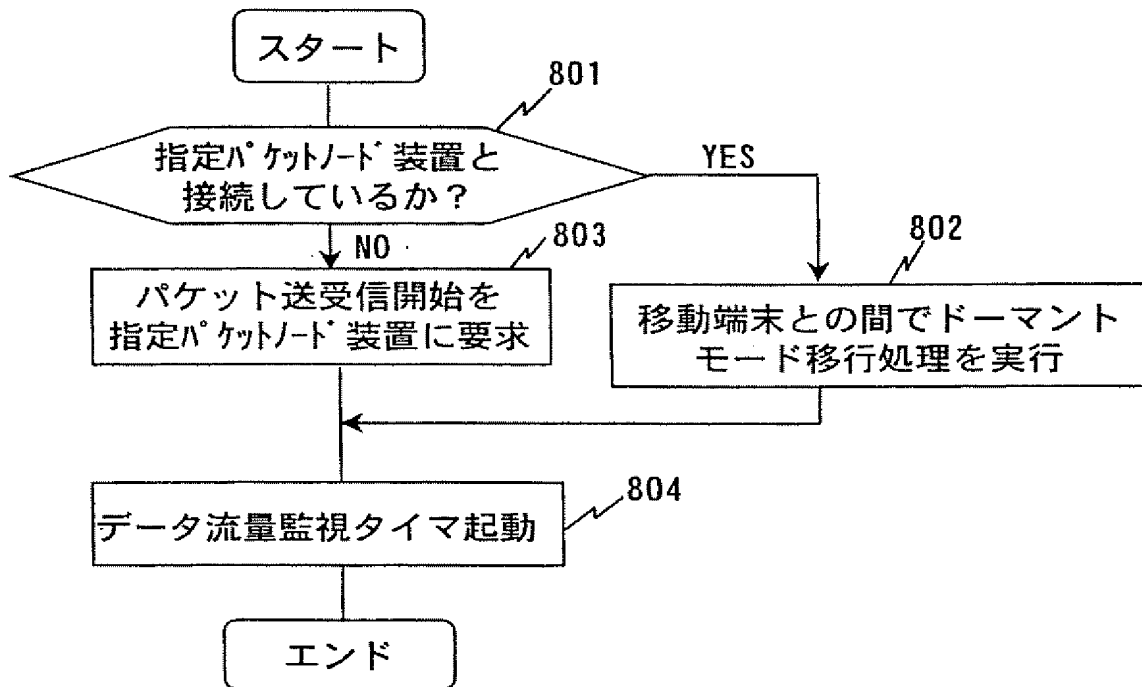 スタート
801
指定ﾊﾟｹｯﾄﾉｰﾄﾞ装置と
接続しているか？
YES
NO
803
802
パケット送受信開始を
指定ﾊﾟｹｯﾄﾉｰﾄﾞ装置に要求
移動端末との間でドーマント
モード移行処理を実行
804
データ流量監視タイマ起動
エンド